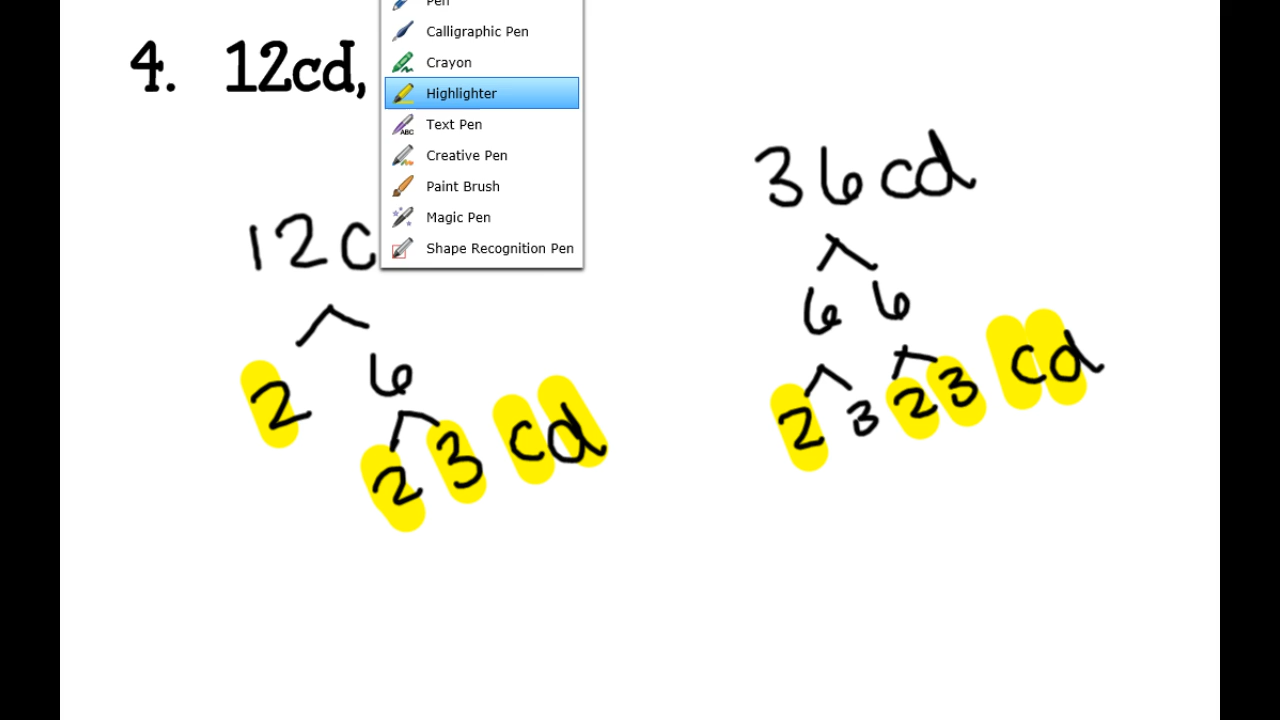 Pen
4. 12cd,
Calligraphic Pen
Crayon
Highlighter
Text Pen
Creative Pen
Paint Brush
Magic Pen
Shape Recognition Pen
12c
2 6
2 3 cd
36cd
6 6
2 3 2 3 cd